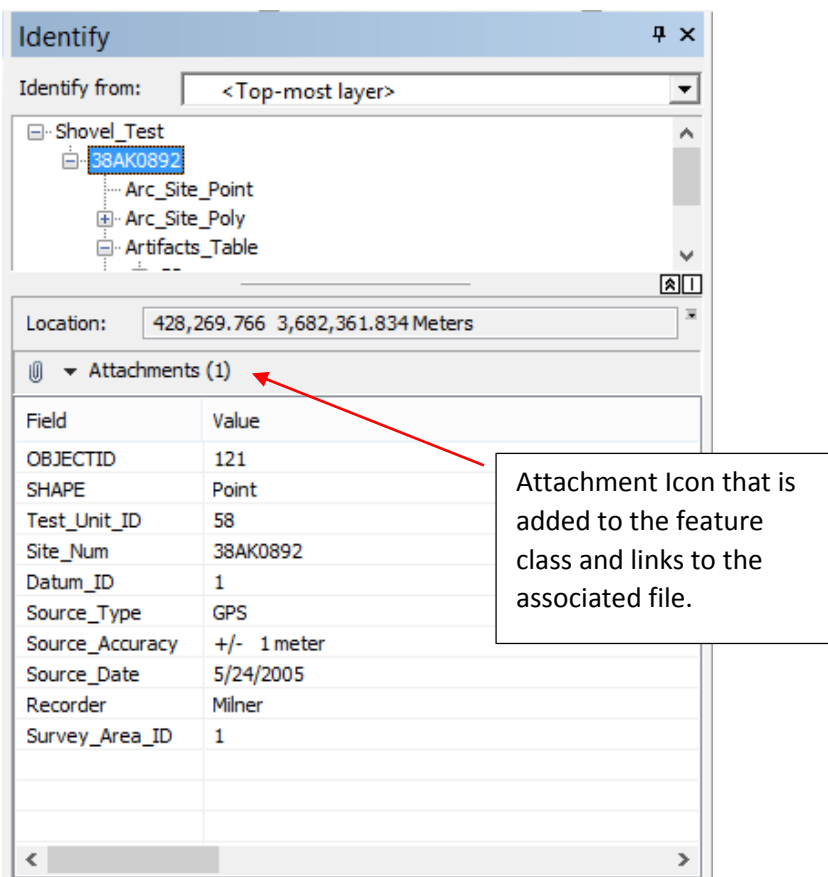 Identify
Identify from: <Top-most layer>
Shovel_Test
38AK0892
Arc_Site_Point
Arc_Site_Poly
Artifacts_Table
Location: 428,269.766 3,682,361.834 Meters
Attachments (1)
Field Value
OBJECTID 121
SHAPE Point
Test_Unit_ID 58
Site_Num 38AK0892
Datum_ID 1
Source_Type GPS
Source_Accuracy +/- 1 meter
Source_Date 5/24/2005
Recorder Milner
Survey_Area_ID 1
Attachment Icon that is
added to the feature
class and links to the
associated file.